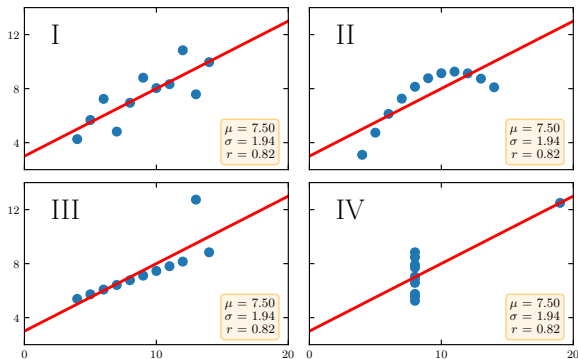 I
II
12
8
4
μ = 7.50
σ = 1.94
r = 0.82
μ = 7.50
σ = 1.94
r = 0.82
III
IV
12
8
4
μ = 7.50
σ = 1.94
r = 0.82
μ = 7.50
σ = 1.94
r = 0.82
0 10 20
0 10 20